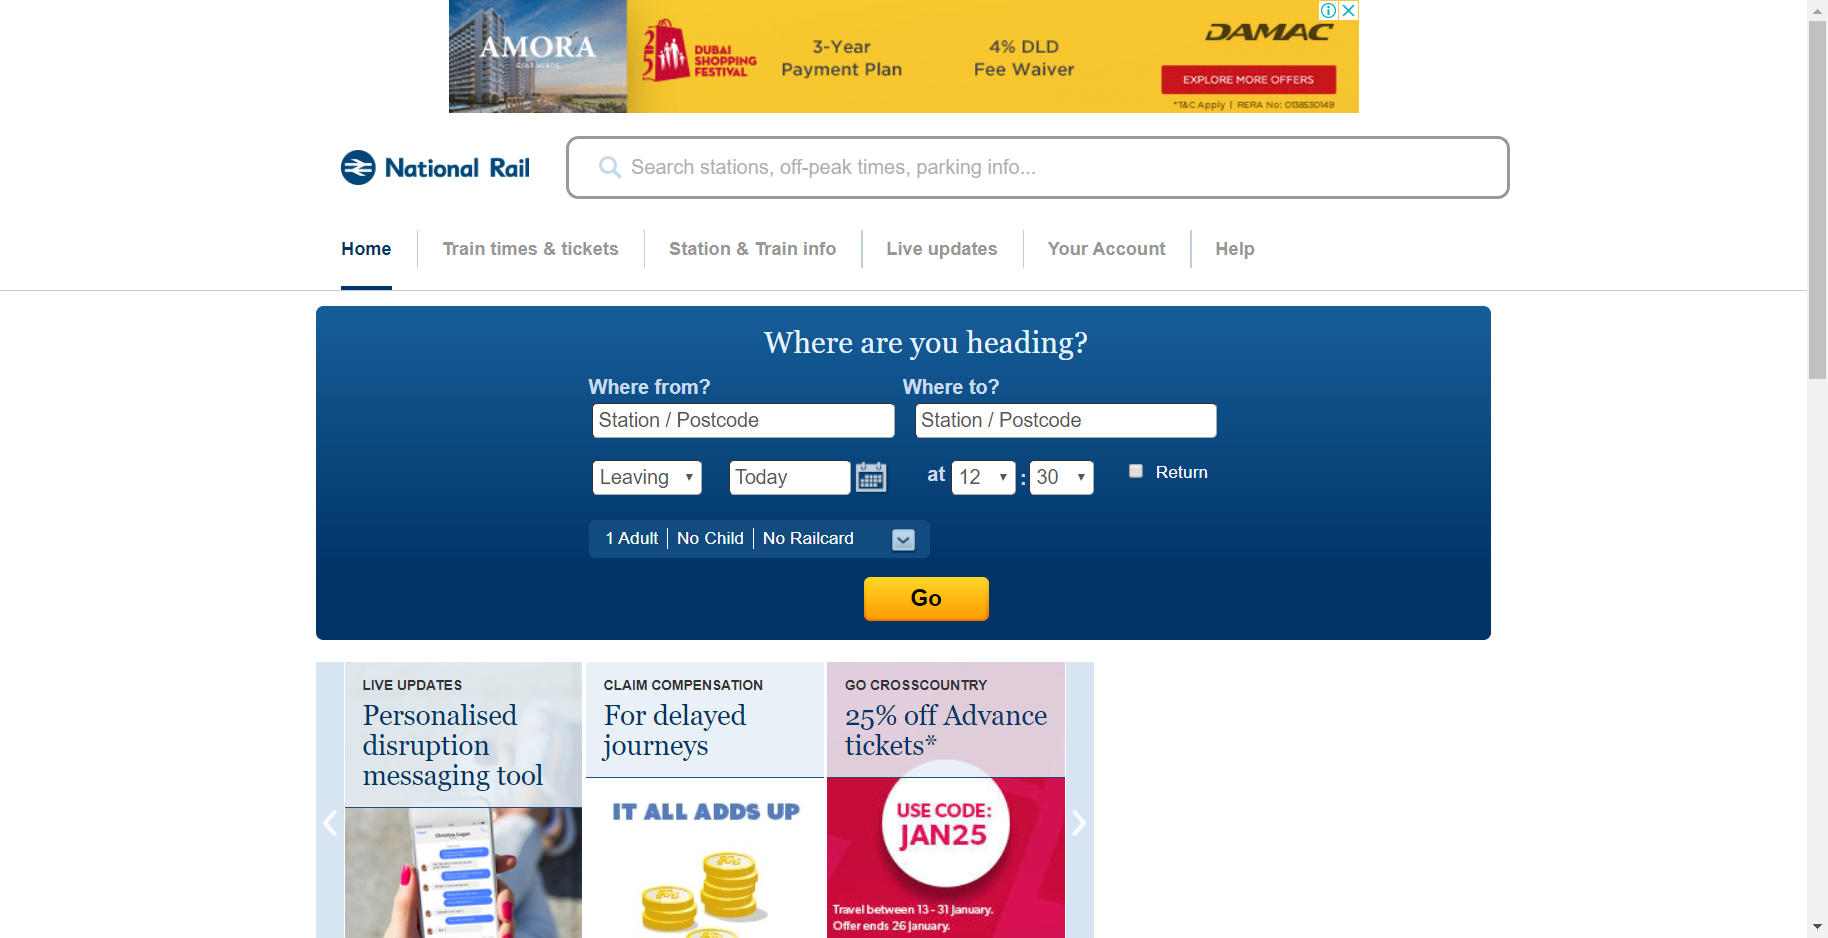 AMORA
GOLF VERDE
DUBAI
SHOPPING
FESTIVAL
3-Year
Payment Plan
4% DLD
Fee Waiver
DAMAC
EXPLORE MORE OFFERS
*T&C Apply | RERA No: 0138530149
National Rail
Search stations, off-peak times, parking info...
Home
Train times & tickets
Station & Train info
Live updates
Your Account
Help
Where are you heading?
Where from?
Where to?
Station / Postcode
Station / Postcode
Leaving
Today
at
12
:
30
Return
1 Adult
No Child
No Railcard
Go
LIVE UPDATES
Personalised
disruption
messaging tool
Christina Logan
CLAIM COMPENSATION
For delayed
journeys
IT ALL ADDS UP
GO CROSSCOUNTRY
25% off Advance
tickets*
USE CODE:
JAN25
Travel between 13 - 31 January.
Offer ends 26 January.